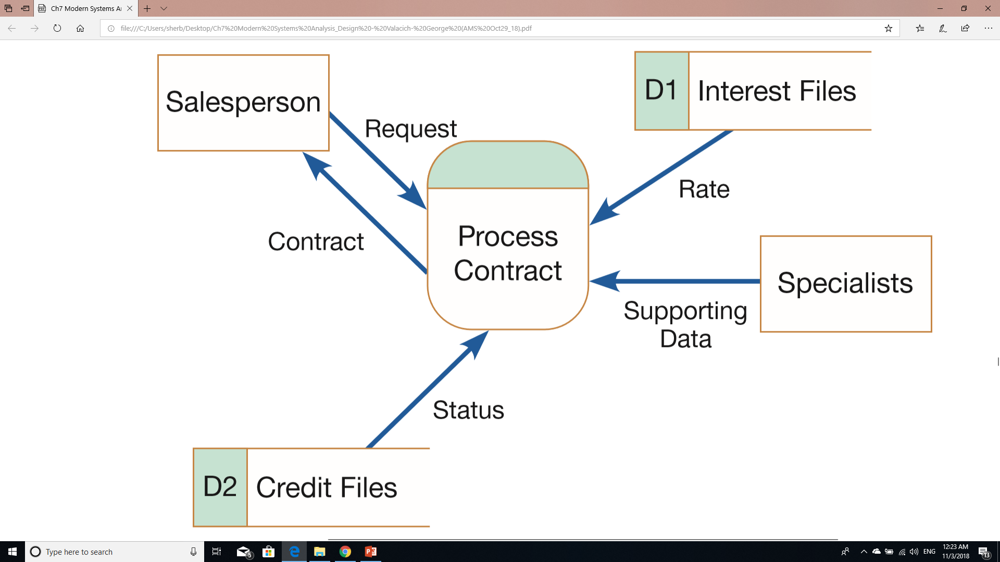 Ch7 Modern Systems A
file:///C:/Users/sherb/Desktop/Ch7%20Modern%20Systems%20Analysis_Design%20-%20Valacich-%20George%20(AMS%20Oct29_18).pdf
Salesperson
D1 Interest Files
Request
Rate
Contract
Process
Contract
Specialists
Supporting
Data
Status
D2 Credit Files
Type here to search
5
ENG
12:23 AM
11/3/2018
13